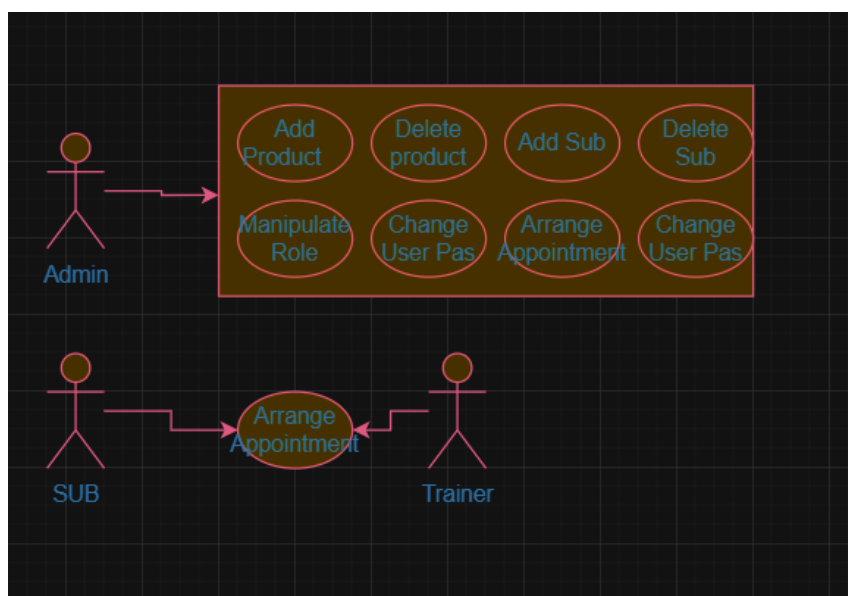 Add
Product
Delete
product
Add Sub
Delete
Sub
Manipulate
Role
Change
User Pas
Arrange
Appointment
Change
User Pas
Admin
Arrange
Appointment
SUB
Trainer